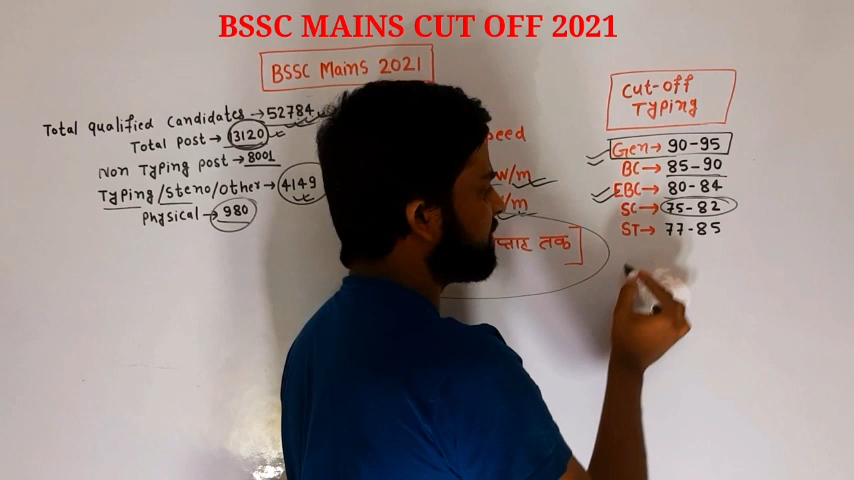 BSSC MAINS CUT OFF 2021
BSSC Mains 2021
Total qualified candidates → 52784
Total Post → 13120
Non Typing post → 8001
Typing/Steno/other → 4149
Physical → 980
w/m
/m
तक]
Cut-off
Typing
Gen → 90-95
BC → 85-90
EBC → 80-84
SC → 75-82
ST → 77-85